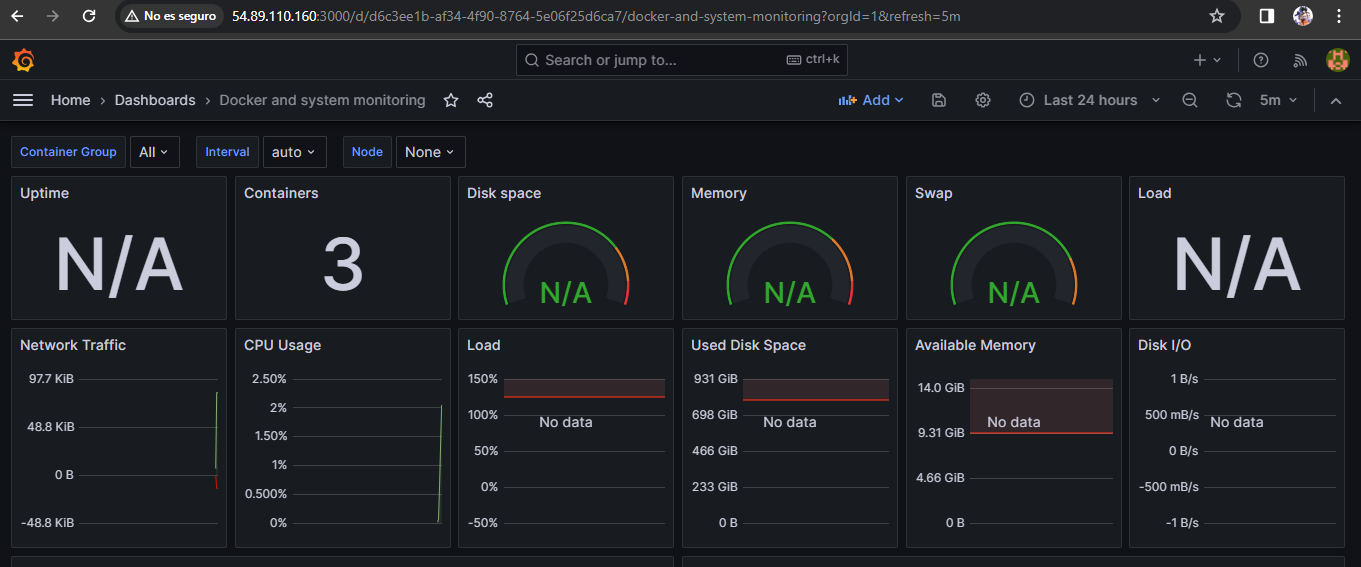 No es seguro 54.89.110.160:3000/d/d6c3ee1b-af34-4f90-8764-5e06f25d6ca7/docker-and-system-monitoring?orgId=1&refresh=5m
Search or jump to... ctrl+k
Home › Dashboards › Docker and system monitoring Add Last 24 hours 5m
Container Group All Interval auto Node None
Uptime
N/A
Containers
3
Disk space
N/A
Memory
N/A
Swap
N/A
Load
N/A
Network Traffic
97.7 KiB
48.8 KiB
0 B
-48.8 KiB
CPU Usage
2.50%
2%
1.50%
1%
0.500%
0%
Load
150%
100%
No data
50%
0%
-50%
Used Disk Space
931 GiB
698 GiB
No data
466 GiB
233 GiB
0 B
Available Memory
14.0 GiB
No data
9.31 GiB
4.66 GiB
0 B
Disk I/O
1 B/s
500 mB/s
No data
0 B/s
-500 mB/s
-1 B/s